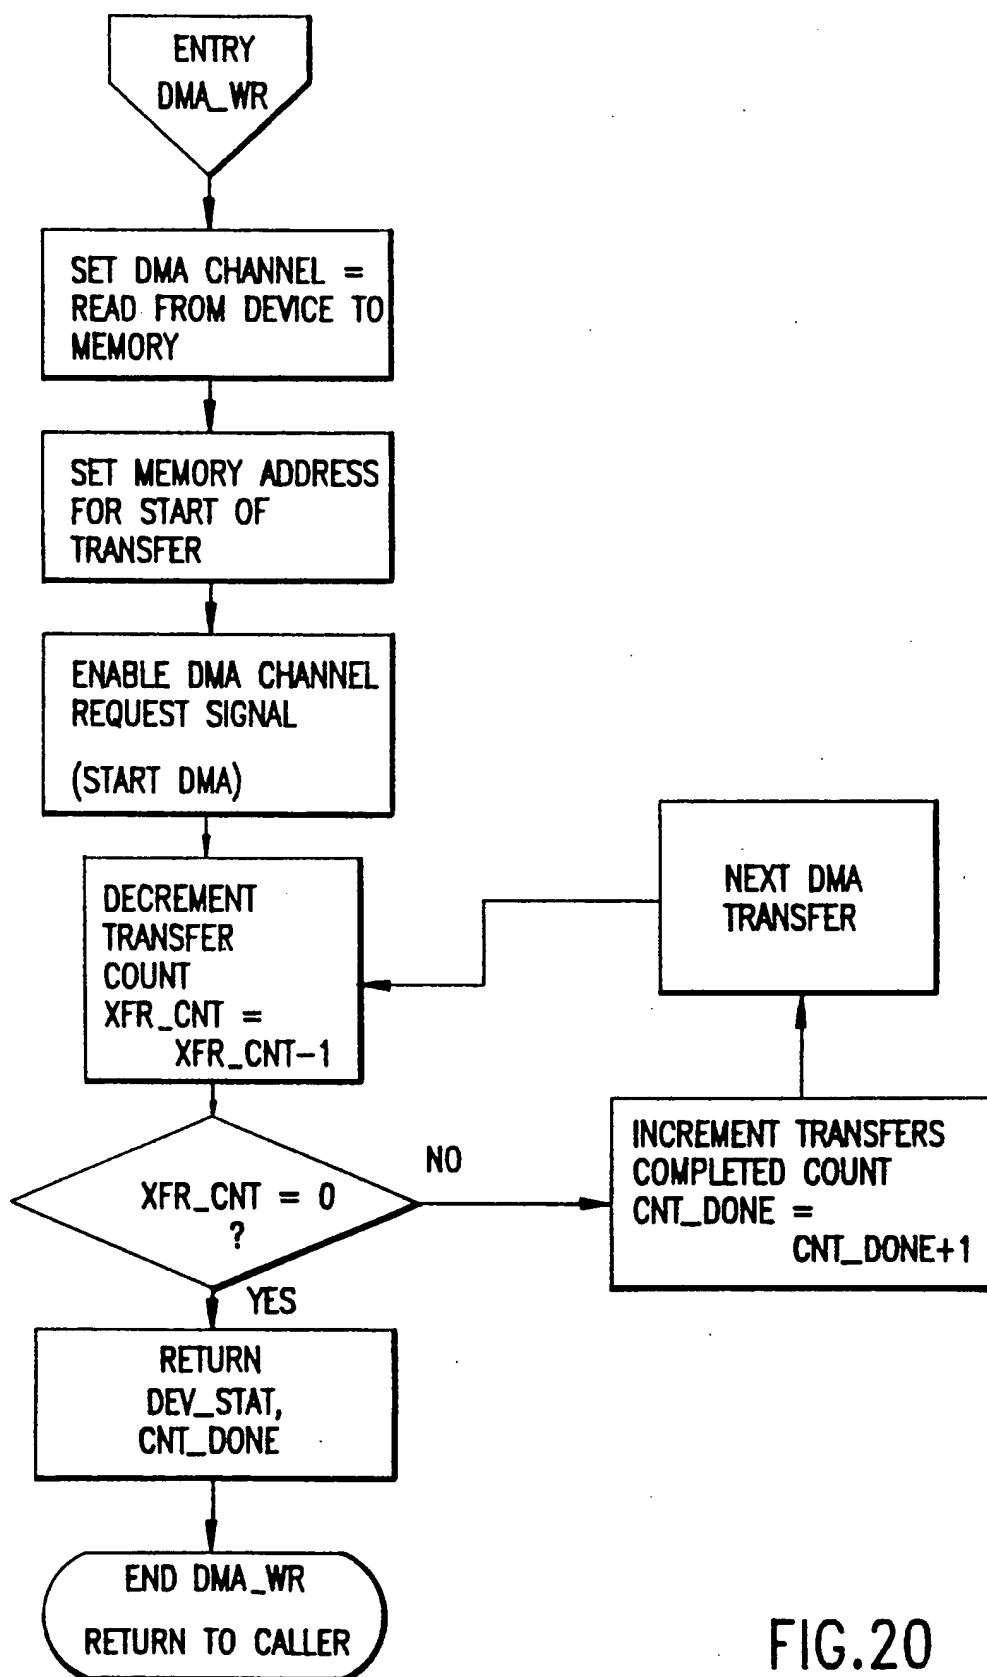 ENTRY
DMA_WR
SET DMA CHANNEL =
READ FROM DEVICE TO
MEMORY
SET MEMORY ADDRESS
FOR START OF
TRANSFER
ENABLE DMA CHANNEL
REQUEST SIGNAL
(START DMA)
DECREMENT
TRANSFER
COUNT
XFR_CNT =
XFR_CNT-1
NEXT DMA
TRANSFER
XFR_CNT = 0
?
NO
INCREMENT TRANSFERS
COMPLETED COUNT
CNT_DONE =
CNT_DONE+1
YES
RETURN
DEV_STAT,
CNT_DONE
END DMA_WR
RETURN TO CALLER
FIG.20